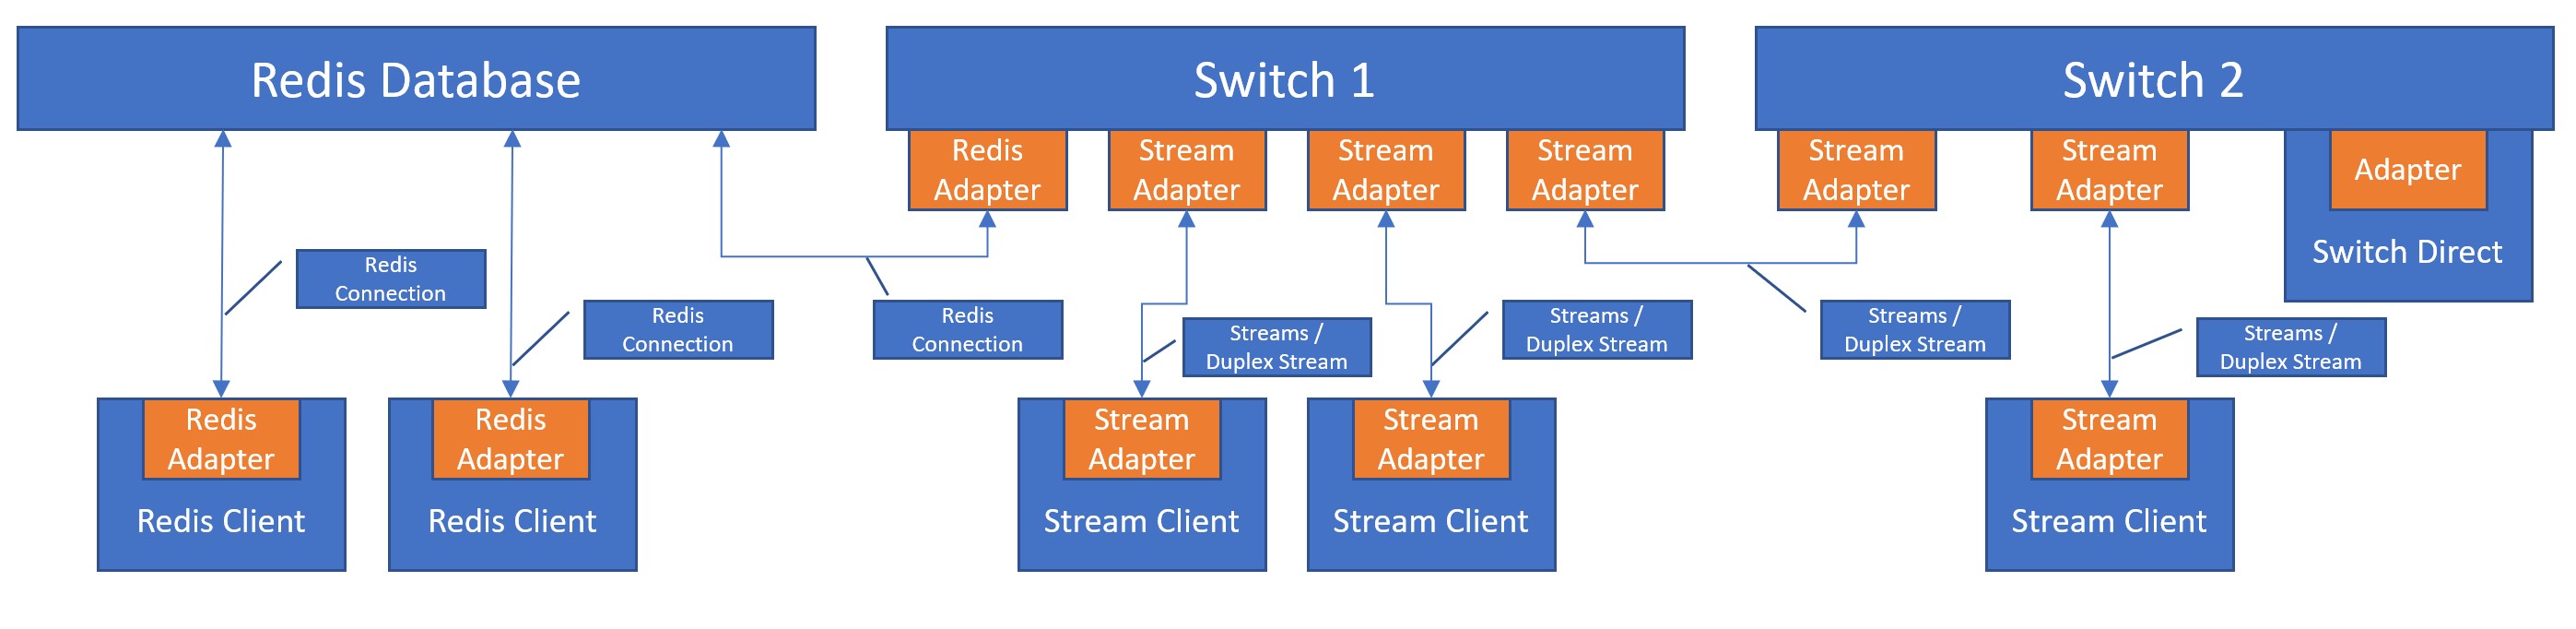 Redis Database
Switch 1
Switch 2
Redis
Adapter
Stream
Adapter
Stream
Adapter
Stream
Adapter
Stream
Adapter
Stream
Adapter
Adapter
Switch Direct
Redis
Connection
Redis
Connection
Redis
Connection
Streams /
Duplex Stream
Streams /
Duplex Stream
Streams /
Duplex Stream
Streams /
Duplex Stream
Redis
Adapter
Redis Client
Redis
Adapter
Redis Client
Stream
Adapter
Stream Client
Stream
Adapter
Stream Client
Stream
Adapter
Stream Client